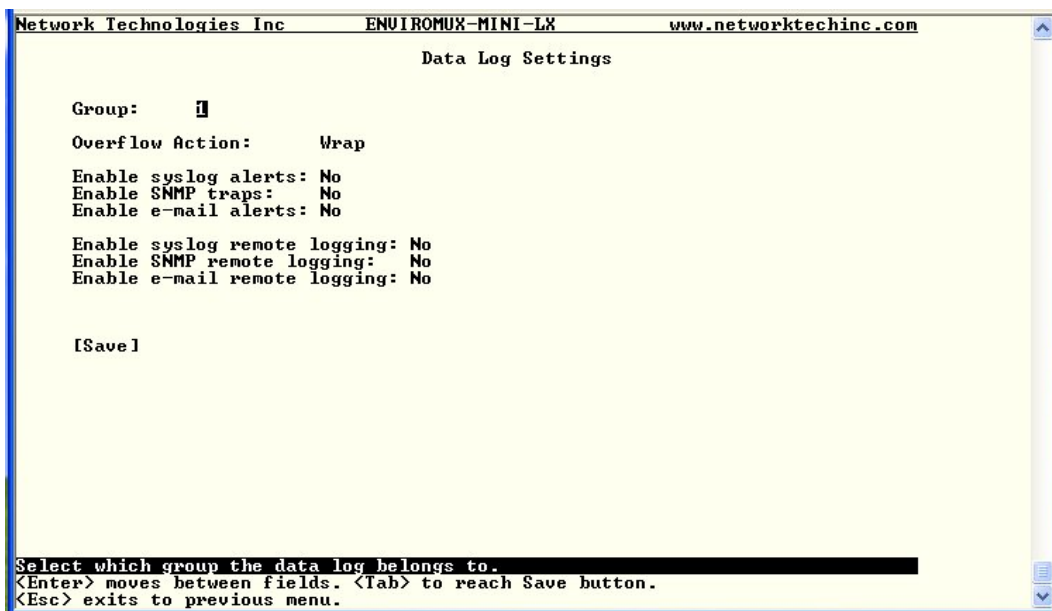 Network Technologies Inc ENVIROMUX-MINI-LX www.networktechinc.com
Data Log Settings
Group: 1
Overflow Action: Wrap
Enable syslog alerts: No
Enable SNMP traps: No
Enable e-mail alerts: No
Enable syslog remote logging: No
Enable SNMP remote logging: No
Enable e-mail remote logging: No
[Save]
Select which group the data log belongs to.
<Enter> moves between fields. <Tab> to reach Save button.
<Esc> exits to previous menu.